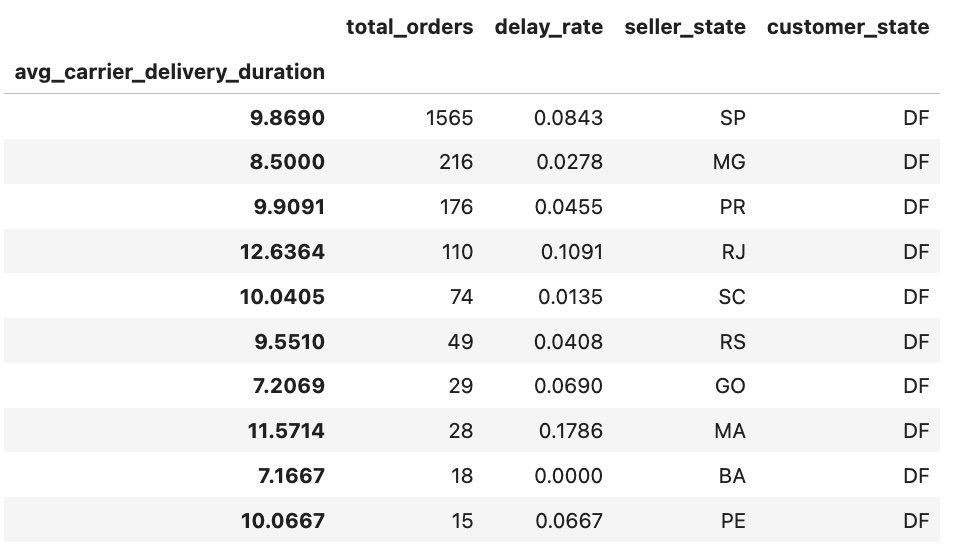 total_orders delay_rate seller_state customer_state
avg_carrier_delivery_duration
9.8690 1565 0.0843 SP DF
8.5000 216 0.0278 MG DF
9.9091 176 0.0455 PR DF
12.6364 110 0.1091 RJ DF
10.0405 74 0.0135 SC DF
9.5510 49 0.0408 RS DF
7.2069 29 0.0690 GO DF
11.5714 28 0.1786 MA DF
7.1667 18 0.0000 BA DF
10.0667 15 0.0667 PE DF